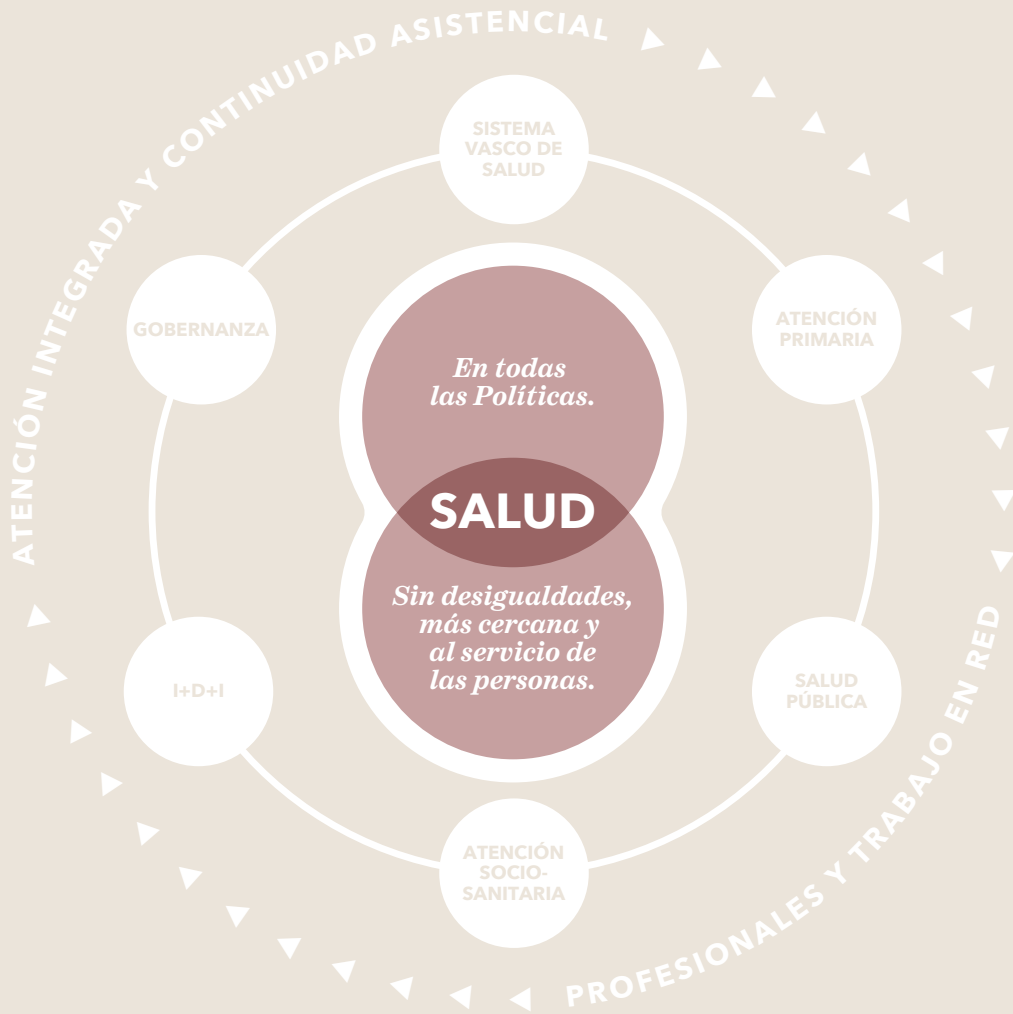 ATENCIÓN INTEGRADA Y CONTINUIDAD ASISTENCIAL
SISTEMA
VASCO DE
SALUD
GOBERNANZA
ATENCIÓN
PRIMARIA
En todas
las Políticas.
SALUD
Sin desigualdades,
más cercana y
al servicio de
las personas.
I+D+I
SALUD
PÚBLICA
ATENCIÓN
SOCIO-
SANITARIA
PROFESIONALES Y TRABAJO EN RED